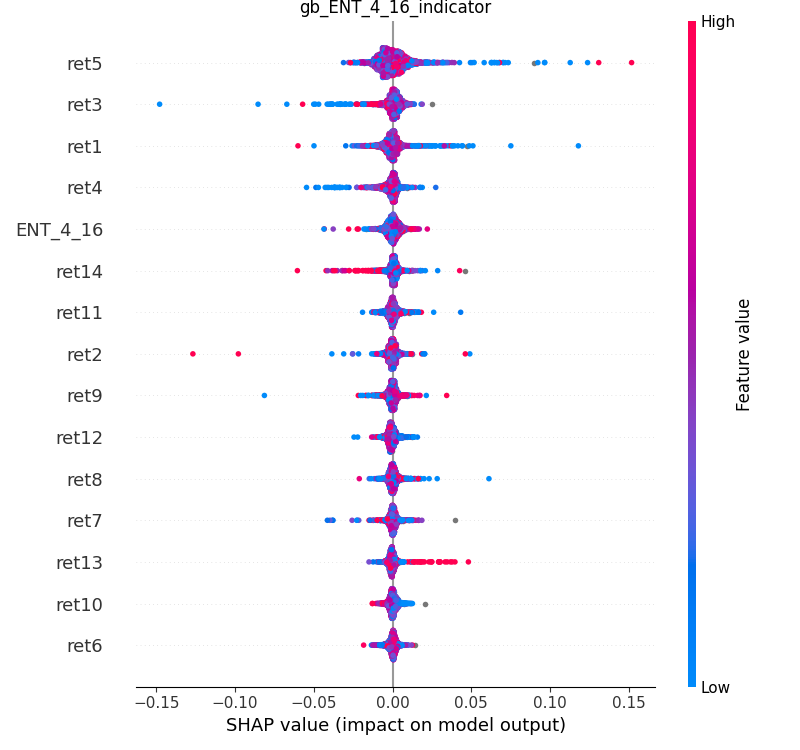 gb_ENT_4_16_indicator
High
ret5
ret3
ret1
ret4
ENT_4_16
ret14
ret11
ret2
ret9
ret12
ret8
ret7
ret13
ret10
ret6
Feature value
Low
−0.15 −0.10 −0.05 0.00 0.05 0.10 0.15
SHAP value (impact on model output)